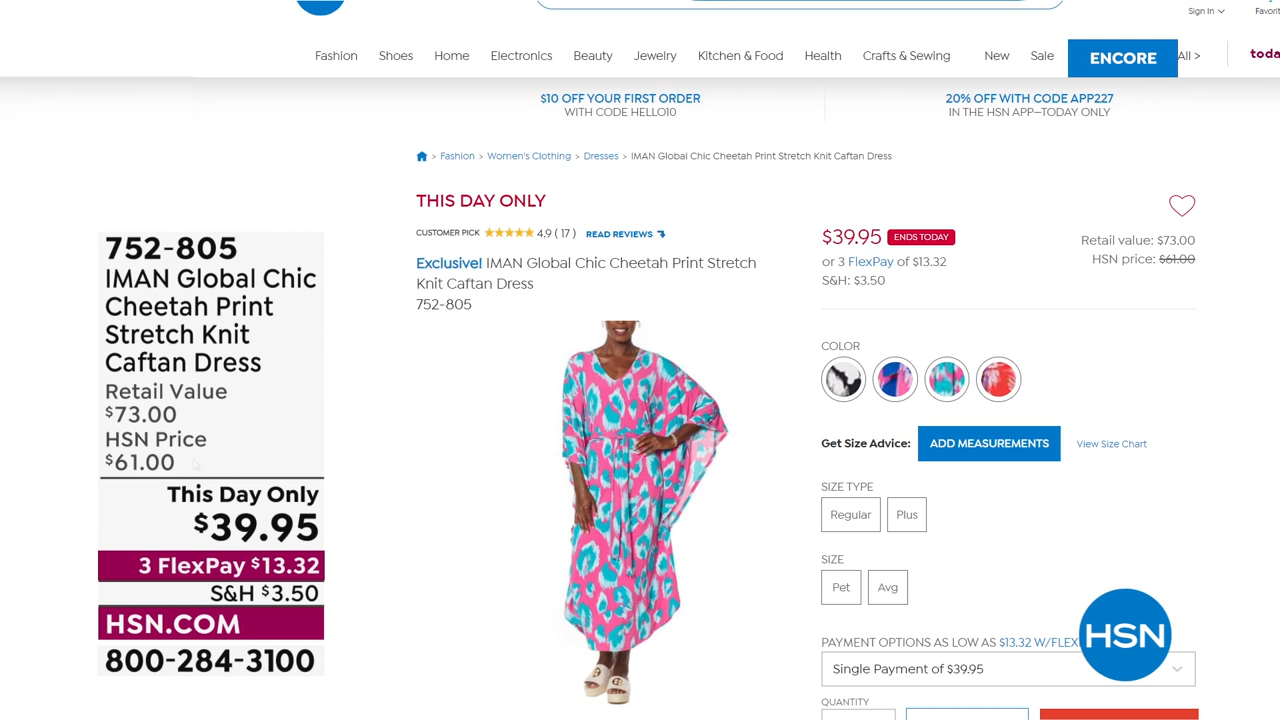 Sign In
Favorit
Fashion Shoes Home Electronics Beauty Jewelry Kitchen & Food Health Crafts & Sewing New Sale All >
ENCORE
toda
$10 OFF YOUR FIRST ORDER
WITH CODE HELLO10
20% OFF WITH CODE APP227
IN THE HSN APP—TODAY ONLY
> Fashion > Women's Clothing > Dresses > IMAN Global Chic Cheetah Print Stretch Knit Caftan Dress
752-805
IMAN Global Chic
Cheetah Print
Stretch Knit
Caftan Dress
Retail Value
$73.00
HSN Price
$61.00
This Day Only
$39.95
3 FlexPay $13.32
S&H $3.50
HSN.COM
800-284-3100
THIS DAY ONLY
CUSTOMER PICK 4.9 ( 17 ) READ REVIEWS
Exclusive! IMAN Global Chic Cheetah Print Stretch
Knit Caftan Dress
752-805
$39.95 ENDS TODAY
or 3 FlexPay of $13.32
S&H: $3.50
Retail value: $73.00
HSN price: $61.00
COLOR
Get Size Advice: ADD MEASUREMENTS View Size Chart
SIZE TYPE
Regular Plus
SIZE
Pet Avg
PAYMENT OPTIONS AS LOW AS $13.32 W/FLEX
Single Payment of $39.95
QUANTITY
HSN